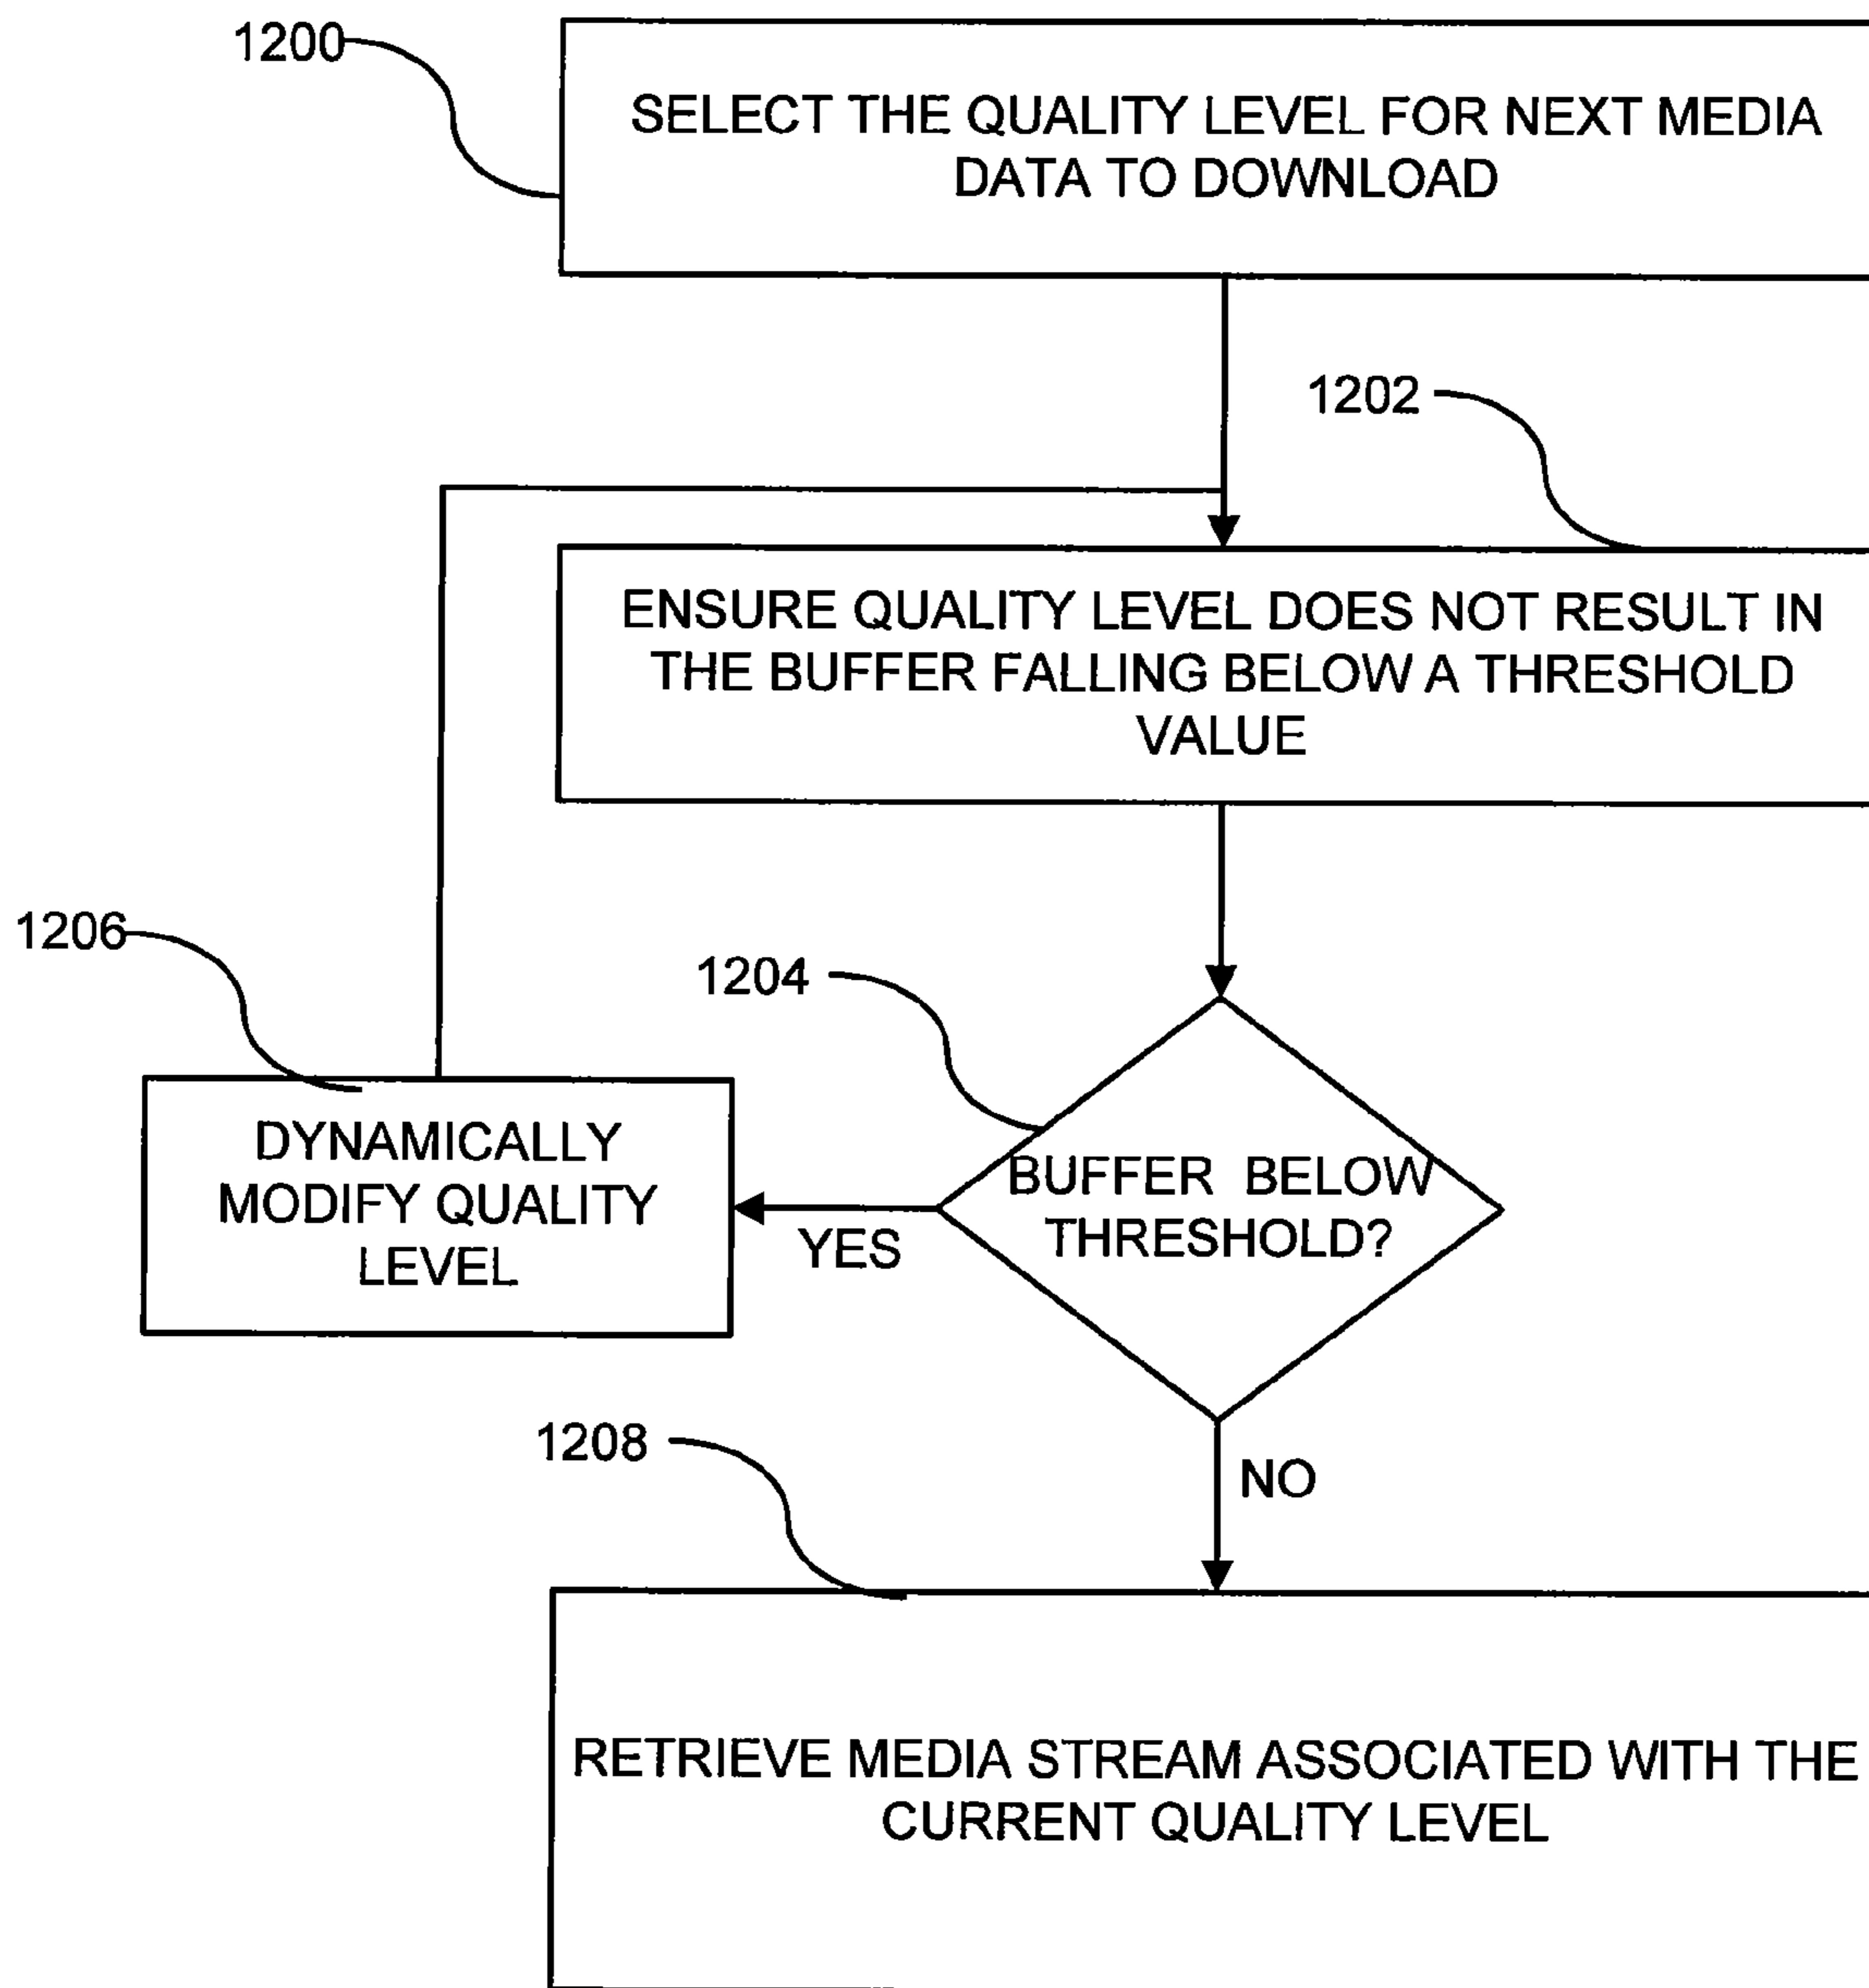 1200
SELECT THE QUALITY LEVEL FOR NEXT MEDIA
DATA TO DOWNLOAD
1202
ENSURE QUALITY LEVEL DOES NOT RESULT IN
THE BUFFER FALLING BELOW A THRESHOLD
VALUE
1206
1204
DYNAMICALLY
MODIFY QUALITY
LEVEL
BUFFER BELOW
THRESHOLD?
YES
1208
NO
RETRIEVE MEDIA STREAM ASSOCIATED WITH THE
CURRENT QUALITY LEVEL